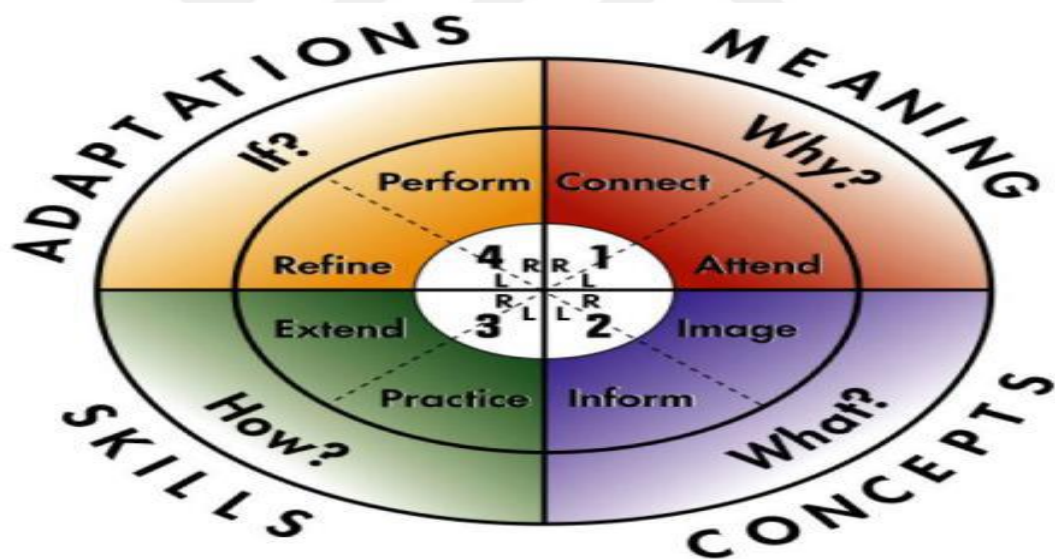 ADAPTATIONS
MEANING
If?
Why?
Perform
Connect
Refine
4
R
R
1
Attend
L
L
Extend
R
R
Image
3
L
L
2
Practice
Inform
How?
What?
SKILLS
CONCEPTS